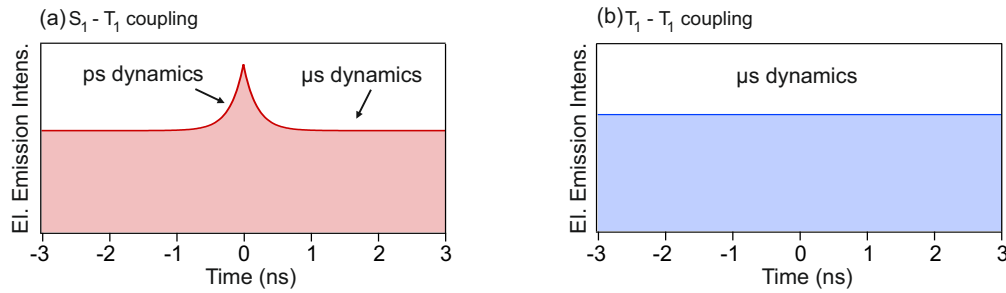 (a) S1 - T1 coupling
El. Emission Intens.
ps dynamics
µs dynamics
-3 -2 -1 0 1 2 3
Time (ns)
(b) T1 - T1 coupling
El. Emission Intens.
µs dynamics
-3 -2 -1 0 1 2 3
Time (ns)